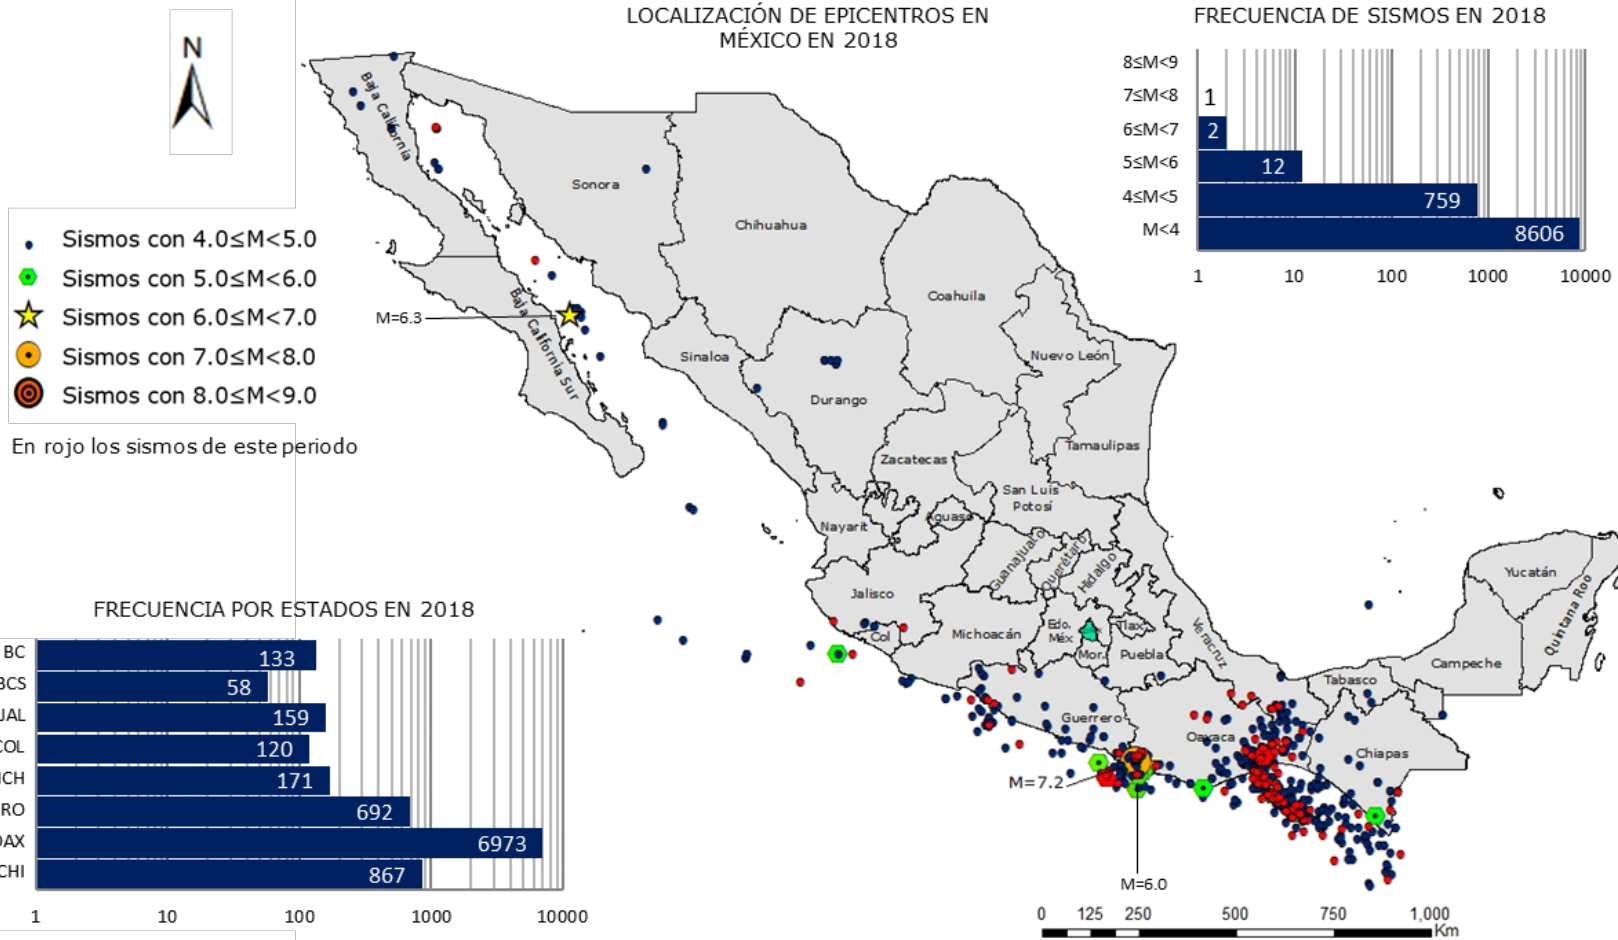 LOCALIZACIÓN DE EPICENTROS EN
MÉXICO EN 2018
FRECUENCIA DE SISMOS EN 2018
8≤M<9
7≤M<8
1
6≤M<7
2
5≤M<6
12
4≤M<5
759
M<4
8606
1
10
100
1000
10000
N
Sismos con 4.0≤M<5.0
Sismos con 5.0≤M<6.0
Sismos con 6.0≤M<7.0
Sismos con 7.0≤M<8.0
Sismos con 8.0≤M<9.0
En rojo los sismos de este periodo
Baja California
Sonora
Chihuahua
Coahuila
Baja California Sur
M=6.3
Sinaloa
Nuevo León
Durango
Tamaulipas
Zacatecas
San Luis
Potosí
Nayarit
Aguasc
Guanajuato
Querétaro
Hidalgo
Jalisco
Col
Michoacán
Edo.
Méx
Tlax
Mor.
Puebla
Veracruz
Yucatán
Quintana Roo
Campeche
Tabasco
Guerrero
Oaxaca
Chiapas
M=7.2
M=6.0
FRECUENCIA POR ESTADOS EN 2018
BC
133
BCS
58
JAL
159
COL
120
ICH
171
RO
692
OAX
6973
CHI
867
1
10
100
1000
10000
0
125
250
500
750
1,000
Km